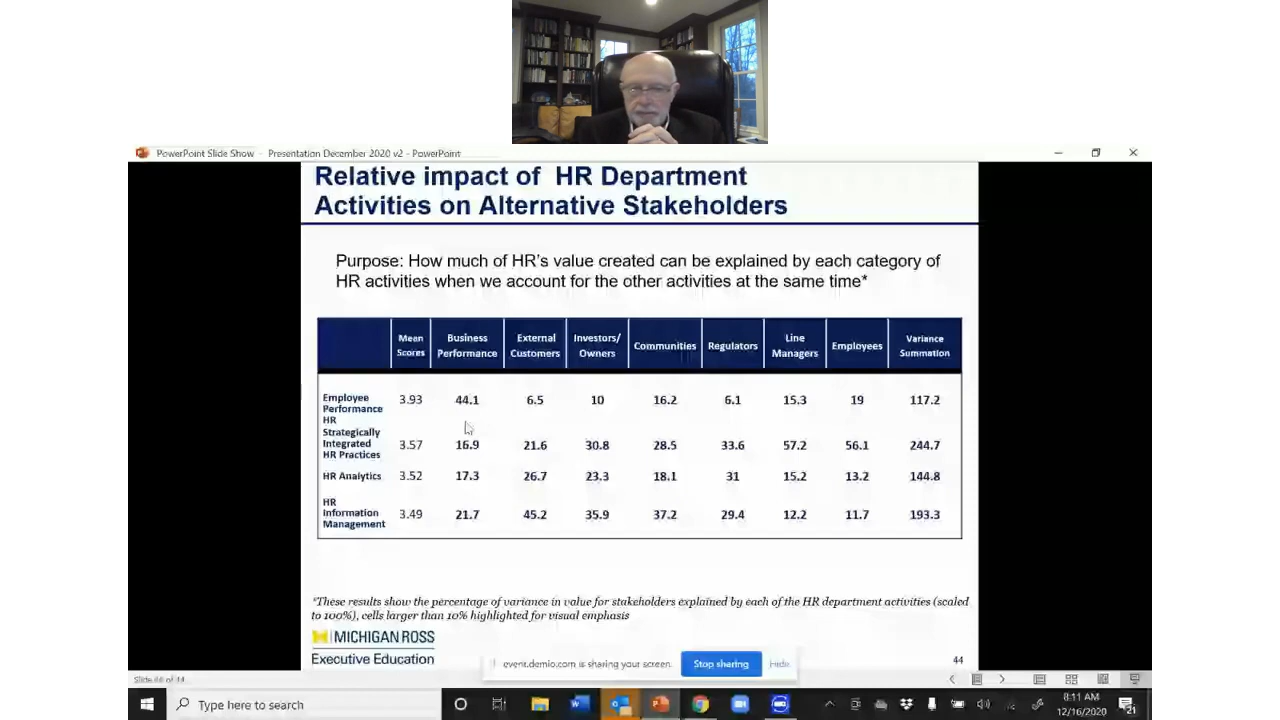 PowerPoint Slide Show - Presentation December 2020 v2 - PowerPoint
Relative impact of HR Department
Activities on Alternative Stakeholders
Purpose: How much of HR's value created can be explained by each category of
HR activities when we account for the other activities at the same time*
Mean Scores Business Performance External Customers Investors/ Owners Communities Regulators Line Managers Employees Variance Summation
Employee Performance HR 3.93 44.1 6.5 10 16.2 6.1 15.3 19 117.2
Strategically Integrated HR Practices 3.57 16.9 21.6 30.8 28.5 33.6 57.2 56.1 244.7
HR Analytics 3.52 17.3 26.7 23.3 18.1 31 15.2 13.2 144.8
HR Information Management 3.49 21.7 45.2 35.9 37.2 29.4 12.2 11.7 193.3
*These results show the percentage of variance in value for stakeholders explained by each of the HR department activities (scaled
to 100%), cells larger than 10% highlighted for visual emphasis
M MICHIGAN ROSS
Executive Education
event.demio.com is sharing your screen. Stop sharing Hide
44
Type here to search
8:11 AM
12/16/2020
21